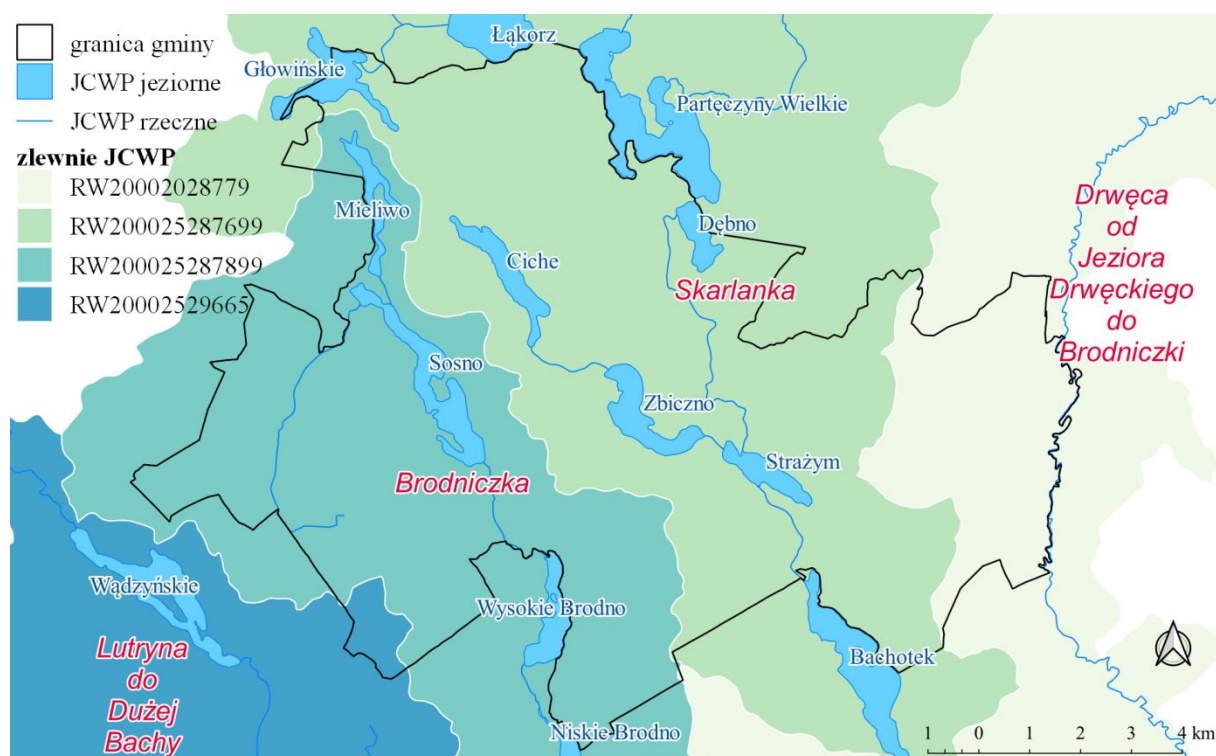 granica gminy
JCWP jeziorne
JCWP rzeczne
zlewnie JCWP
RW20002028779
RW200025287699
RW200025287899
RW20002529665
Łąkorz
Głowińskie
Partęczyny Wielkie
Mieliwo
Dębno
Ciche
Skarlanka
Drwęca
od
Jeziora
Drwęckiego
do
Brodniczki
Sosno
Zbiczno
Strażym
Brodniczka
Wądzyńskie
Wysokie Brodno
Bachotek
Lutryna
do
Dużej
Bachy
Niskie Brodno
1 0 1 2 3 4 km